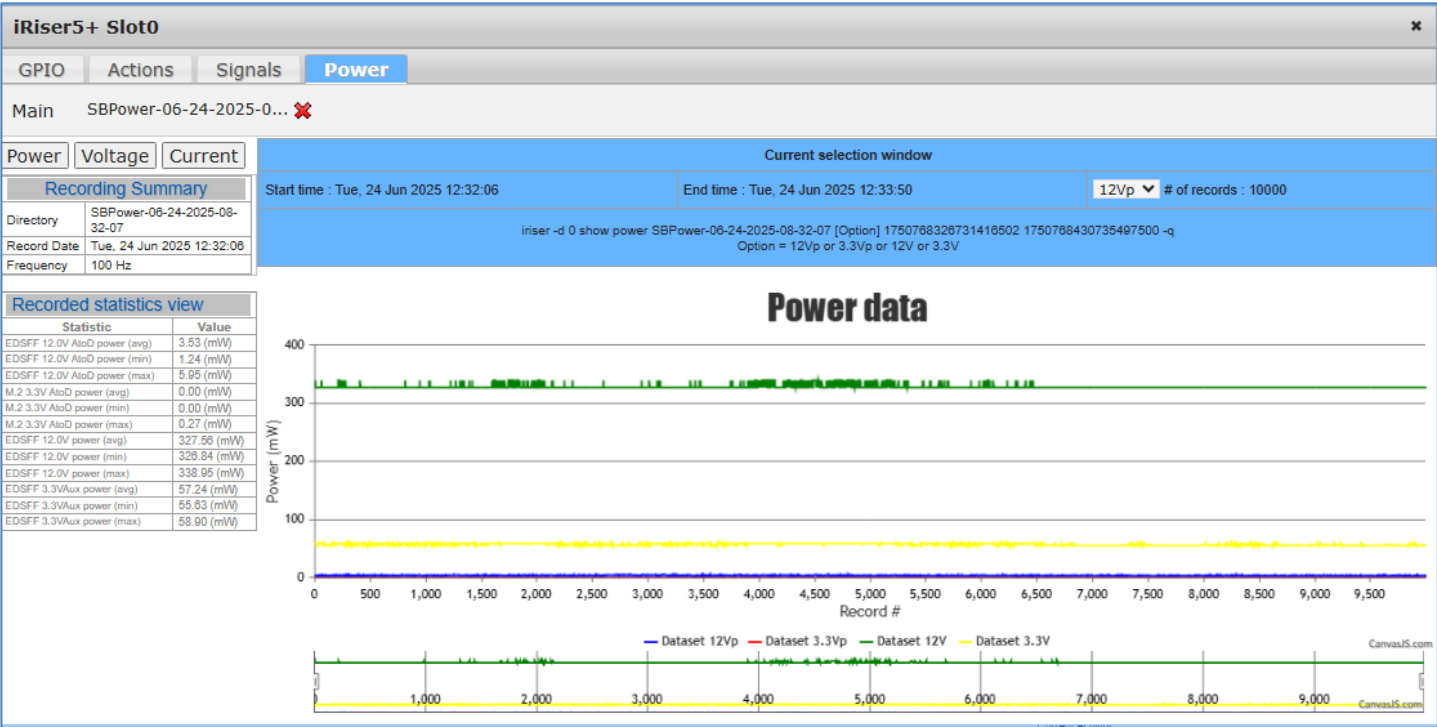 iRiser5+ Slot0
GPIO Actions Signals Power
Main SBPower-06-24-2025-0...
Power Voltage Current
Current selection window
Recording Summary
Directory SBPower-06-24-2025-08-
32-07
Record Date Tue, 24 Jun 2025 12:32:06
Frequency 100 Hz
Start time : Tue, 24 Jun 2025 12:32:06 End time : Tue, 24 Jun 2025 12:33:50 12Vp # of records : 10000
iriser -d 0 show power SBPower-06-24-2025-08-32-07 [Option] 1750768326731416502 1750768430735497500 -q
Option = 12Vp or 3.3Vp or 12V or 3.3V
Recorded statistics view
Statistic Value
EDSFF 12.0V AtoD power (avg) 3.53 (mW)
EDSFF 12.0V AtoD power (min) 1.24 (mW)
EDSFF 12.0V AtoD power (max) 5.95 (mW)
M.2 3.3V AtoD power (avg) 0.00 (mW)
M.2 3.3V AtoD power (min) 0.00 (mW)
M.2 3.3V AtoD power (max) 0.27 (mW)
EDSFF 12.0V power (avg) 327.56 (mW)
EDSFF 12.0V power (min) 326.84 (mW)
EDSFF 12.0V power (max) 338.95 (mW)
EDSFF 3.3VAux power (avg) 57.24 (mW)
EDSFF 3.3VAux power (min) 55.63 (mW)
EDSFF 3.3VAux power (max) 58.90 (mW)
Power data
Power (mW)
400
300
200
100
0
0 500 1,000 1,500 2,000 2,500 3,000 3,500 4,000 4,500 5,000 5,500 6,000 6,500 7,000 7,500 8,000 8,500 9,000 9,500
Record #
Dataset 12Vp Dataset 3.3Vp Dataset 12V Dataset 3.3V
CanvasJS.com
1,000 2,000 3,000 4,000 5,000 6,000 7,000 8,000 9,000
CanvasJS.com